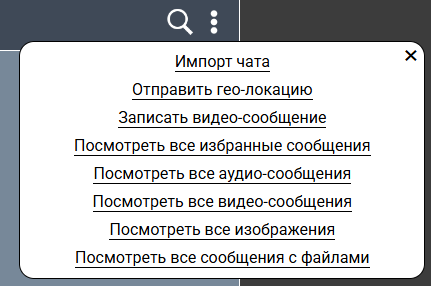 Импорт чата
Отправить гео-локацию
Записать видео-сообщение
Посмотреть все избранные сообщения
Посмотреть все аудио-сообщения
Посмотреть все видео-сообщения
Посмотреть все изображения
Посмотреть все сообщения с файлами